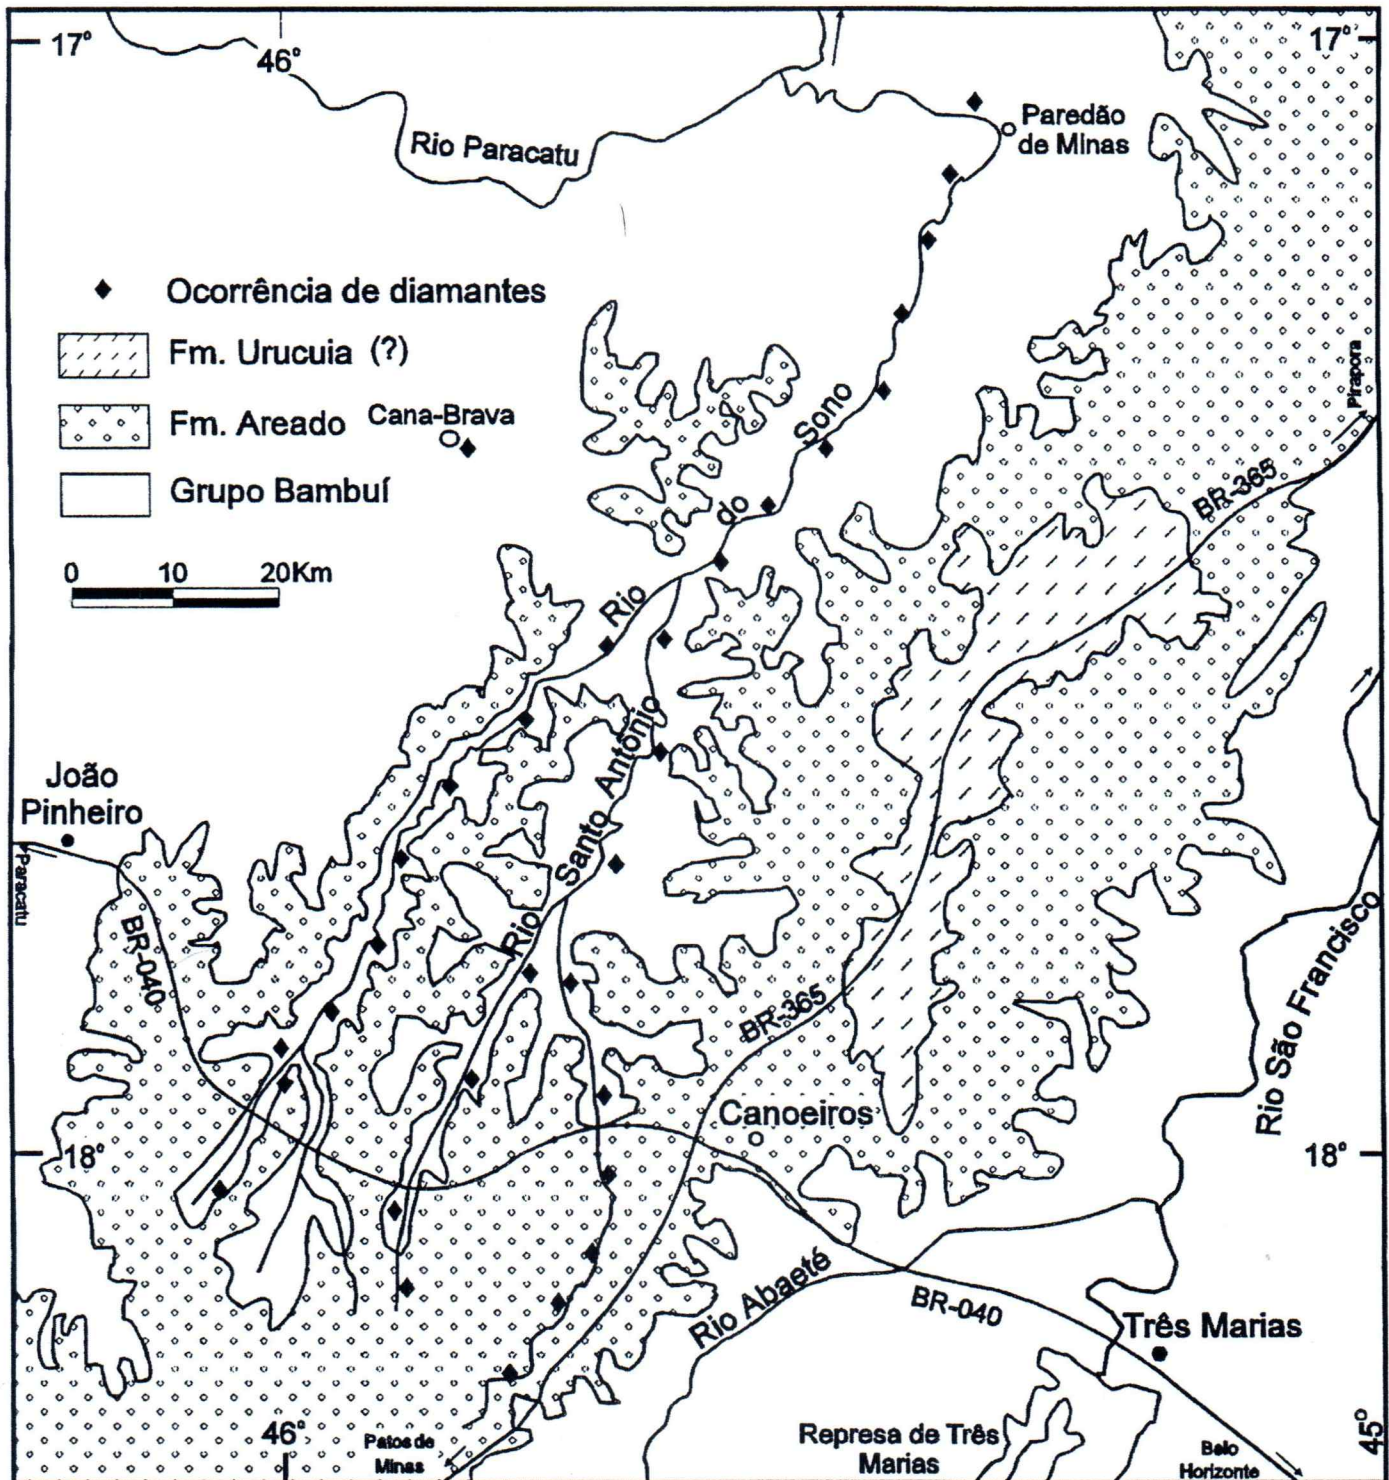 17°
46°
17°
Paredão
de Minas
Rio Paracatu
Ocorrência de diamantes
Fm. Urucuia (?)
Fm. Areado
Cana-Brava
Grupo Bambuí
0 10 20Km
Pirapora
BR-365
Rio do Sono
João
Pinheiro
Paracatu
BR-040
Rio Santo Antônio
BR-365
Rio São Francisco
Canoeiros
18°
18°
Rio Abaeté
BR-040
Três Marias
46°
Patos de
Minas
Represa de Três
Marias
Belo
Horizonte
45°